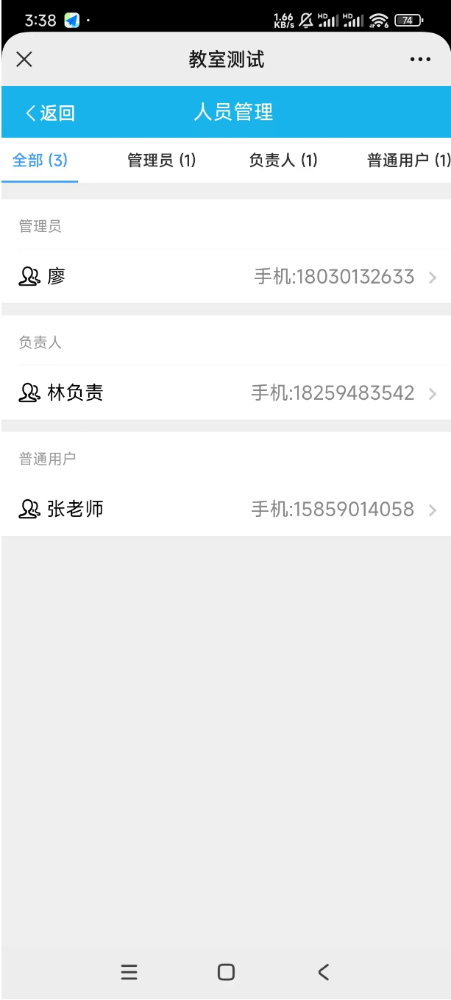 3:38
1.66 KB/s HD HD 6 74
教室测试
返回 人员管理
全部 (3) 管理员 (1) 负责人 (1) 普通用户 (1)
管理员
廖 手机:18030132633
负责人
林负责 手机:18259483542
普通用户
张老师 手机:15859014058